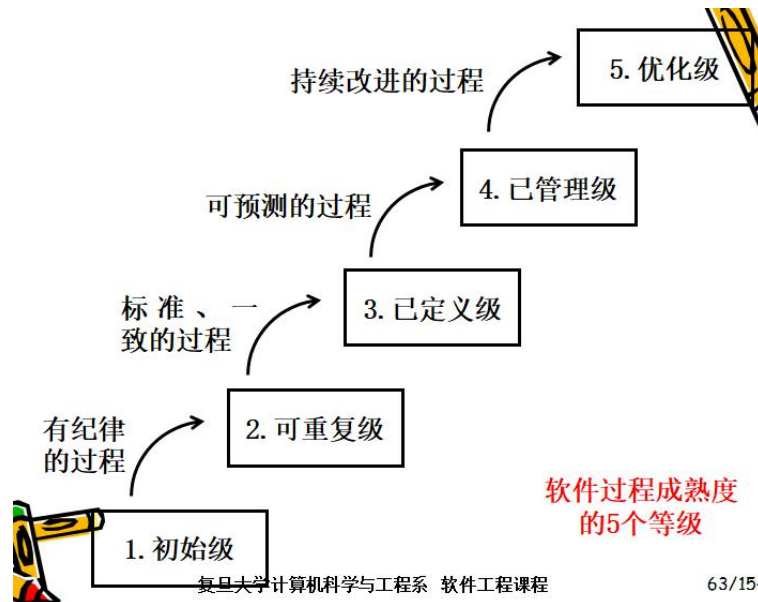 5.优化级
持续改进的过程
4.已管理级
可预测的过程
3.已定义级
标准、一
致的过程
2.可重复级
有纪律
的过程
1.初始级
软件过程成熟度
的5个等级
复旦大学计算机科学与工程系 软件工程课程
63/15